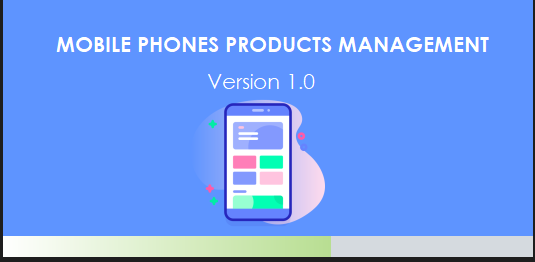 MOBILE PHONES PRODUCTS MANAGEMENT
Version 1.0